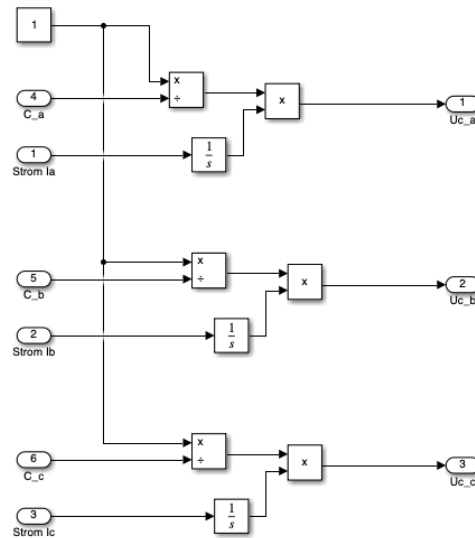 1
×
÷
4
C_a
×
1
Uc_a
1
Strom Ia
1
s
×
÷
5
C_b
×
2
Uc_b
2
Strom Ib
1
s
×
÷
6
C_c
×
3
Uc_c
3
Strom Ic
1
s